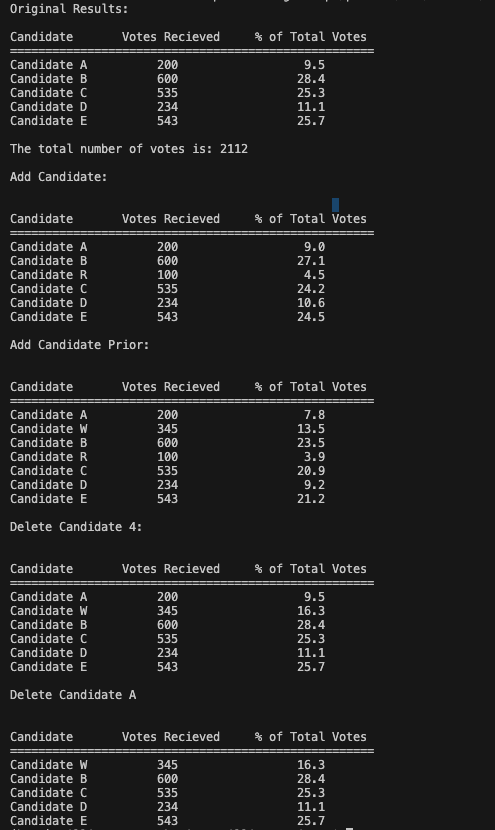 Original Results:
Candidate Votes Recieved % of Total Votes
====================================================
Candidate A 200 9.5
Candidate B 600 28.4
Candidate C 535 25.3
Candidate D 234 11.1
Candidate E 543 25.7
The total number of votes is: 2112
Add Candidate:
Candidate Votes Recieved % of Total Votes
====================================================
Candidate A 200 9.0
Candidate B 600 27.1
Candidate R 100 4.5
Candidate C 535 24.2
Candidate D 234 10.6
Candidate E 543 24.5
Add Candidate Prior:
Candidate Votes Recieved % of Total Votes
====================================================
Candidate A 200 7.8
Candidate W 345 13.5
Candidate B 600 23.5
Candidate R 100 3.9
Candidate C 535 20.9
Candidate D 234 9.2
Candidate E 543 21.2
Delete Candidate 4:
Candidate Votes Recieved % of Total Votes
====================================================
Candidate A 200 9.5
Candidate W 345 16.3
Candidate B 600 28.4
Candidate C 535 25.3
Candidate D 234 11.1
Candidate E 543 25.7
Delete Candidate A
Candidate Votes Recieved % of Total Votes
====================================================
Candidate W 345 16.3
Candidate B 600 28.4
Candidate C 535 25.3
Candidate D 234 11.1
Candidate E 543 25.7